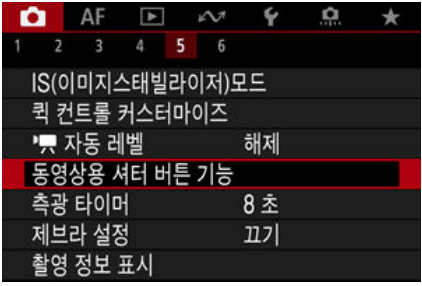 AF
1 2 3 4 5 6
IS(이미지스태빌라이저)모드
퀵 컨트롤 커스터마이즈
자동 레벨 해제
동영상용 셔터 버튼 기능
측광 타이머 8 초
제브라 설정 끄기
촬영 정보 표시